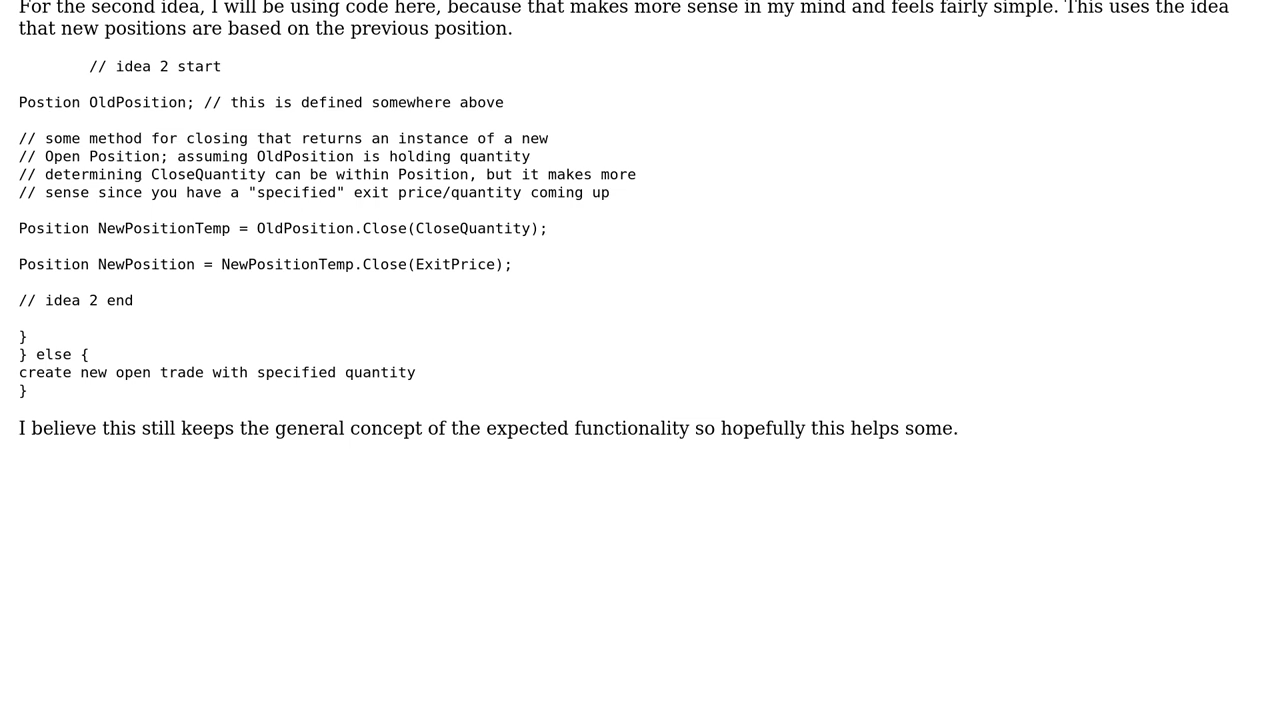 For the second idea, I will be using code here, because that makes more sense in my mind and feels fairly simple. This uses the idea
that new positions are based on the previous position.
// idea 2 start
Postion OldPosition; // this is defined somewhere above
// some method for closing that returns an instance of a new
// Open Position; assuming OldPosition is holding quantity
// determining CloseQuantity can be within Position, but it makes more
// sense since you have a "specified" exit price/quantity coming up
Position NewPositionTemp = OldPosition.Close(CloseQuantity);
Position NewPosition = NewPositionTemp.Close(ExitPrice);
// idea 2 end
}
} else {
create new open trade with specified quantity
}
I believe this still keeps the general concept of the expected functionality so hopefully this helps some.